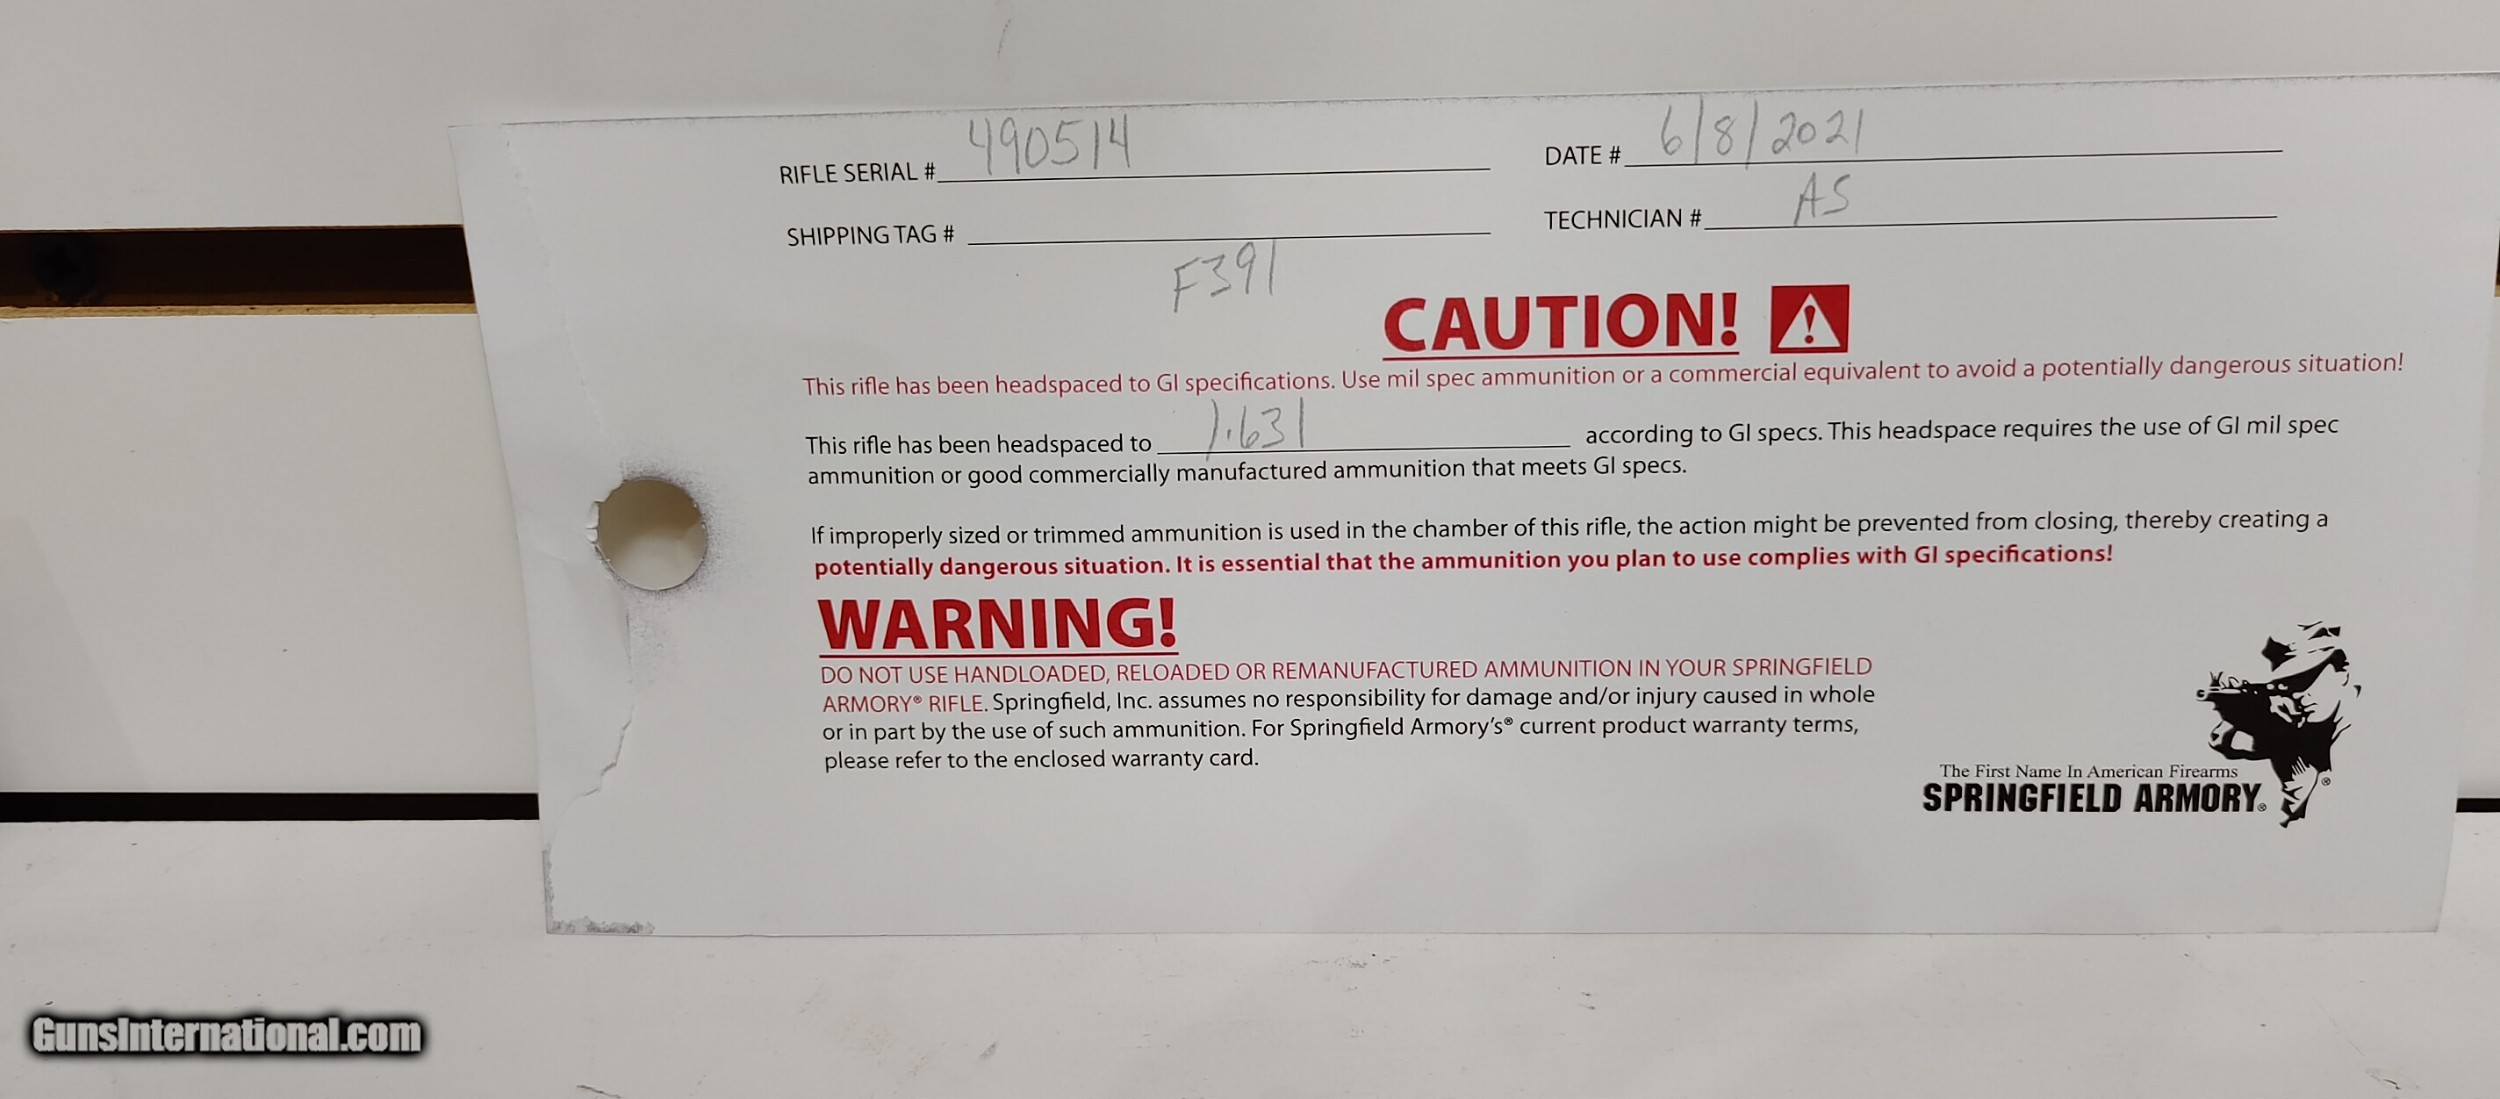 RIFLE SERIAL # 490514
DATE # 6/8/2021
SHIPPING TAG #
TECHNICIAN # AS
F391
CAUTION!
This rifle has been headspaced to GI specifications. Use mil spec ammunition or a commercial equivalent to avoid a potentially dangerous situation!
This rifle has been headspaced to 1.631 according to GI specs. This headspace requires the use of GI mil spec
ammunition or good commercially manufactured ammunition that meets GI specs.
If improperly sized or trimmed ammunition is used in the chamber of this rifle, the action might be prevented from closing, thereby creating a
potentially dangerous situation. It is essential that the ammunition you plan to use complies with GI specifications!
WARNING!
DO NOT USE HANDLOADED, RELOADED OR REMANUFACTURED AMMUNITION IN YOUR SPRINGFIELD
ARMORY® RIFLE. Springfield, Inc. assumes no responsibility for damage and/or injury caused in whole
or in part by the use of such ammunition. For Springfield Armory's® current product warranty terms,
please refer to the enclosed warranty card.
The First Name In American Firearms
SPRINGFIELD ARMORY®
GunsInternational.com